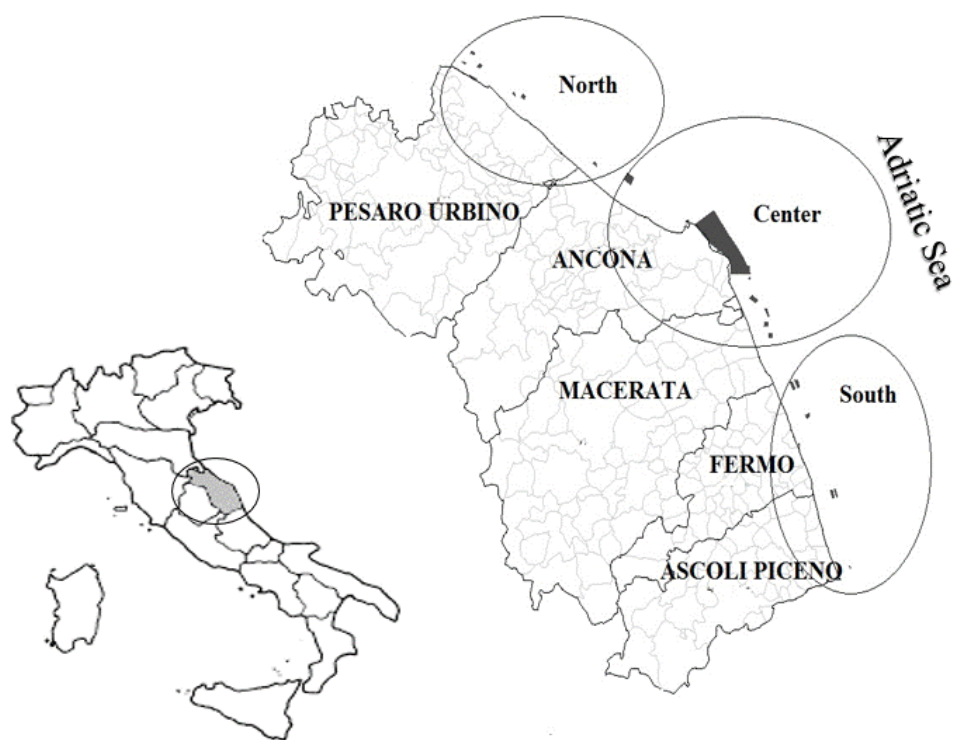 North
Adriatic Sea
PESARO URBINO
Center
ANCONA
MACERATA
South
FERMO
ASCOLI PICENO